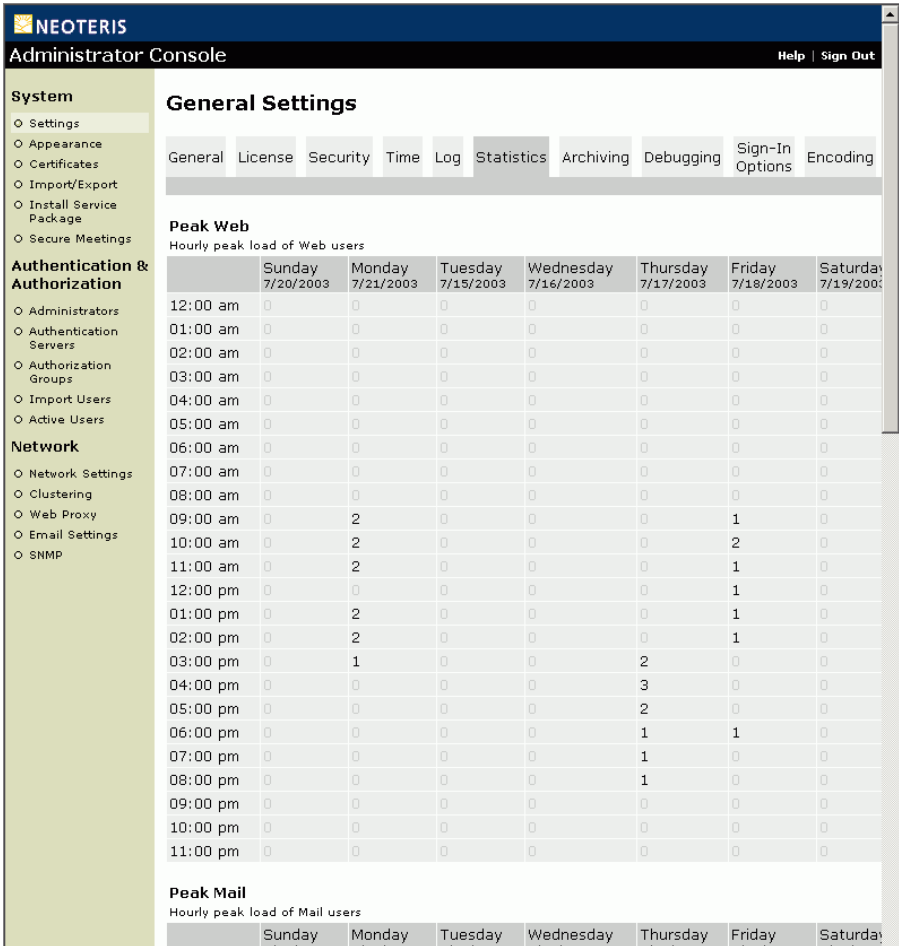 NEOTERIS
Administrator Console
Help | Sign Out
System
Settings
Appearance
Certificates
Import/Export
Install Service
Package
Secure Meetings
Authentication &
Authorization
Administrators
Authentication
Servers
Authorization
Groups
Import Users
Active Users
Network
Network Settings
Clustering
Web Proxy
Email Settings
SNMP
General Settings
General License Security Time Log Statistics Archiving Debugging Sign-In Options Encoding
Peak Web
Hourly peak load of Web users
Sunday Monday Tuesday Wednesday Thursday Friday Saturday
7/20/2003 7/21/2003 7/15/2003 7/16/2003 7/17/2003 7/18/2003 7/19/2003
12:00 am 0 0 0 0 0 0 0
01:00 am 0 0 0 0 0 0 0
02:00 am 0 0 0 0 0 0 0
03:00 am 0 0 0 0 0 0 0
04:00 am 0 0 0 0 0 0 0
05:00 am 0 0 0 0 0 0 0
06:00 am 0 0 0 0 0 0 0
07:00 am 0 0 0 0 0 0 0
08:00 am 0 0 0 0 0 0 0
09:00 am 0 2 0 0 0 1 0
10:00 am 0 2 0 0 0 2 0
11:00 am 0 2 0 0 0 1 0
12:00 pm 0 0 0 0 0 1 0
01:00 pm 0 2 0 0 0 1 0
02:00 pm 0 2 0 0 0 1 0
03:00 pm 0 1 0 0 2 0 0
04:00 pm 0 0 0 0 3 0 0
05:00 pm 0 0 0 0 2 0 0
06:00 pm 0 0 0 0 1 1 0
07:00 pm 0 0 0 0 1 0 0
08:00 pm 0 0 0 0 1 0 0
09:00 pm 0 0 0 0 0 0 0
10:00 pm 0 0 0 0 0 0 0
11:00 pm 0 0 0 0 0 0 0
Peak Mail
Hourly peak load of Mail users
Sunday Monday Tuesday Wednesday Thursday Friday Saturday